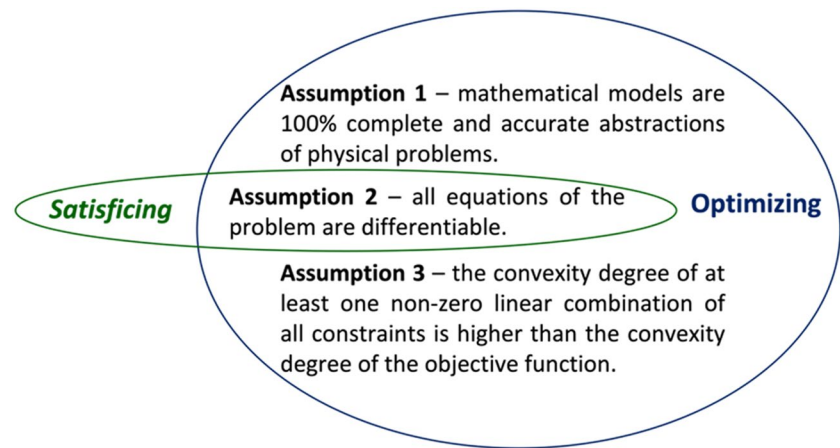 Assumption 1 – mathematical models are
100% complete and accurate abstractions
of physical problems.
Satisficing
Assumption 2 – all equations of the
problem are differentiable.
Optimizing
Assumption 3 – the convexity degree of at
least one non-zero linear combination of
all constraints is higher than the convexity
degree of the objective function.